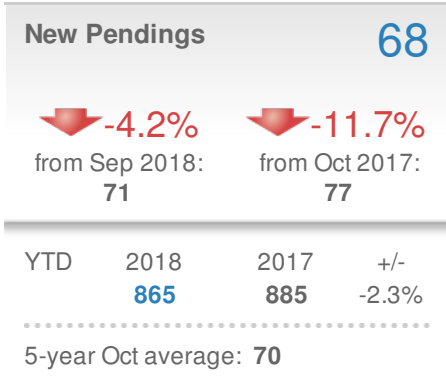 New Pendings 68
-4.2% -11.7%
from Sep 2018: from Oct 2017:
71 77
YTD 2018 2017 +/-
865 885 -2.3%
5-year Oct average: 70